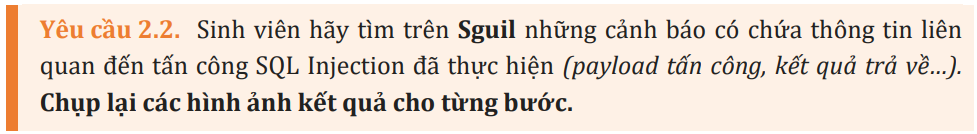 Yêu cầu 2.2. Sinh viên hãy tìm trên Sguil những cảnh báo có chứa thông tin liên
quan đến tấn công SQL Injection đã thực hiện (payload tấn công, kết quả trả về...).
Chụp lại các hình ảnh kết quả cho từng bước.